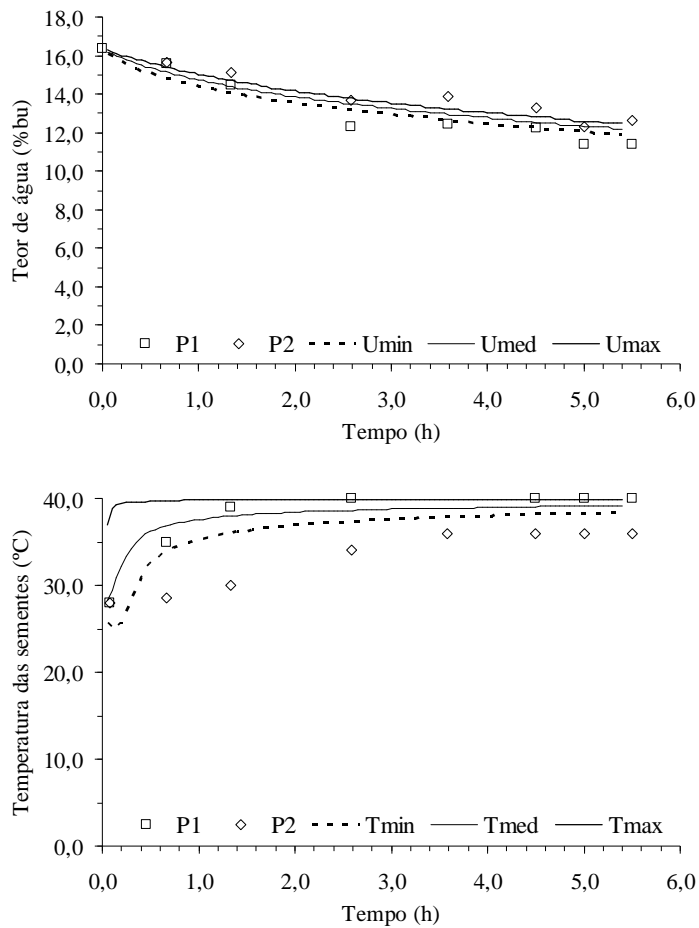 18,0
16,0
14,0
12,0
10,0
8,0
6,0
4,0
2,0
0,0
Teor de água (%bu)
P1 P2 Umin Umed Umax
0,0 1,0 2,0 3,0 4,0 5,0 6,0
Tempo (h)
40,0
30,0
20,0
10,0
0,0
Temperatura das sementes (ºC)
P1 P2 Tmin Tmed Tmax
0,0 1,0 2,0 3,0 4,0 5,0 6,0
Tempo (h)